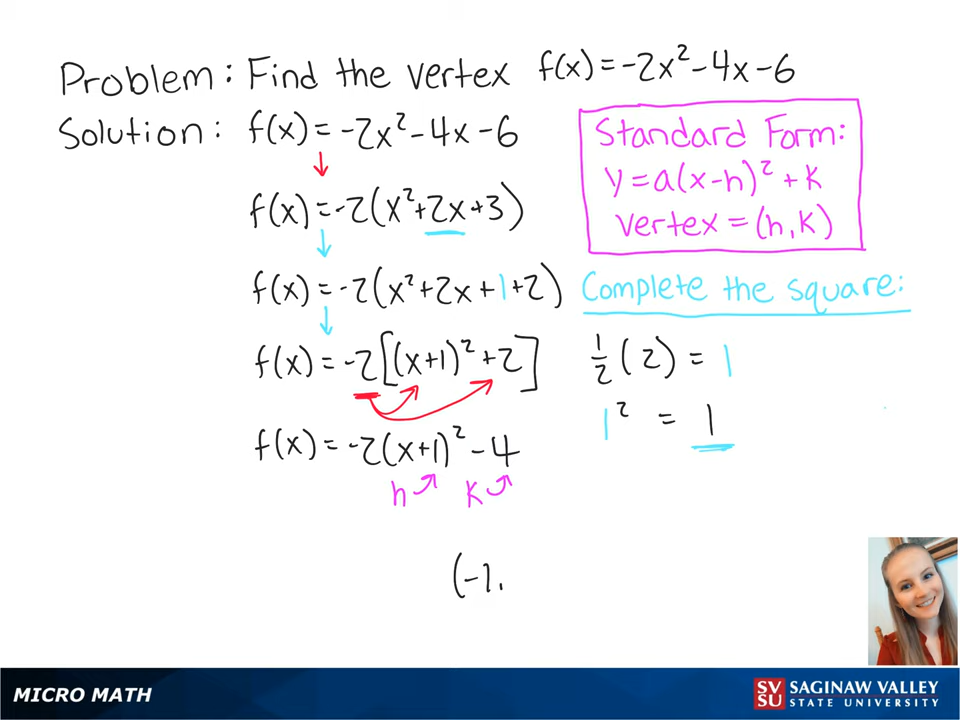 Problem: Find the vertex f(x) = -2x² - 4x - 6
Solution: f(x) = -2x² - 4x - 6
f(x) = -2(x² + 2x + 3)
f(x) = -2(x² + 2x + 1 + 2)
f(x) = -2[(x+1)² + 2]
f(x) = -2(x+1)² - 4
h k
(-1,
Standard Form:
y = a(x-h)² + k
vertex = (h, k)
Complete the square:
½(2) = 1
1² = 1
MICRO MATH
SV
SU
SAGINAW VALLEY
STATE UNIVERSITY